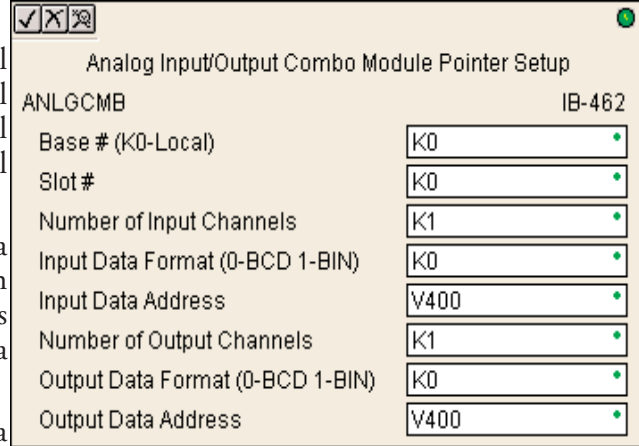 Analog Input/Output Combo Module Pointer Setup
ANLGCMB IB-462
Base # (K0-Local) K0
Slot # K0
Number of Input Channels K1
Input Data Format (0-BCD 1-BIN) K0
Input Data Address V400
Number of Output Channels K1
Output Data Format (0-BCD 1-BIN) K0
Output Data Address V400